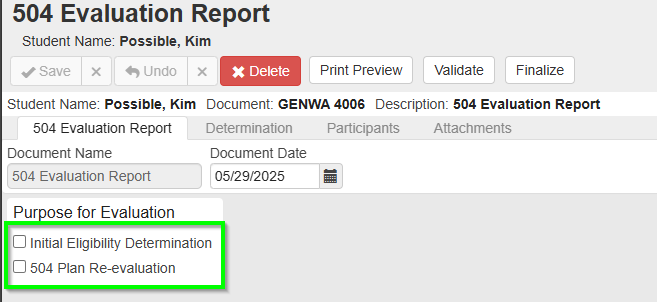 504 Evaluation Report
Student Name: Possible, Kim
Save × Undo × Delete Print Preview Validate Finalize
Student Name: Possible, Kim Document: GENWA 4006 Description: 504 Evaluation Report
504 Evaluation Report Determination Participants Attachments
Document Name Document Date
504 Evaluation Report 05/29/2025
Purpose for Evaluation
Initial Eligibility Determination
504 Plan Re-evaluation